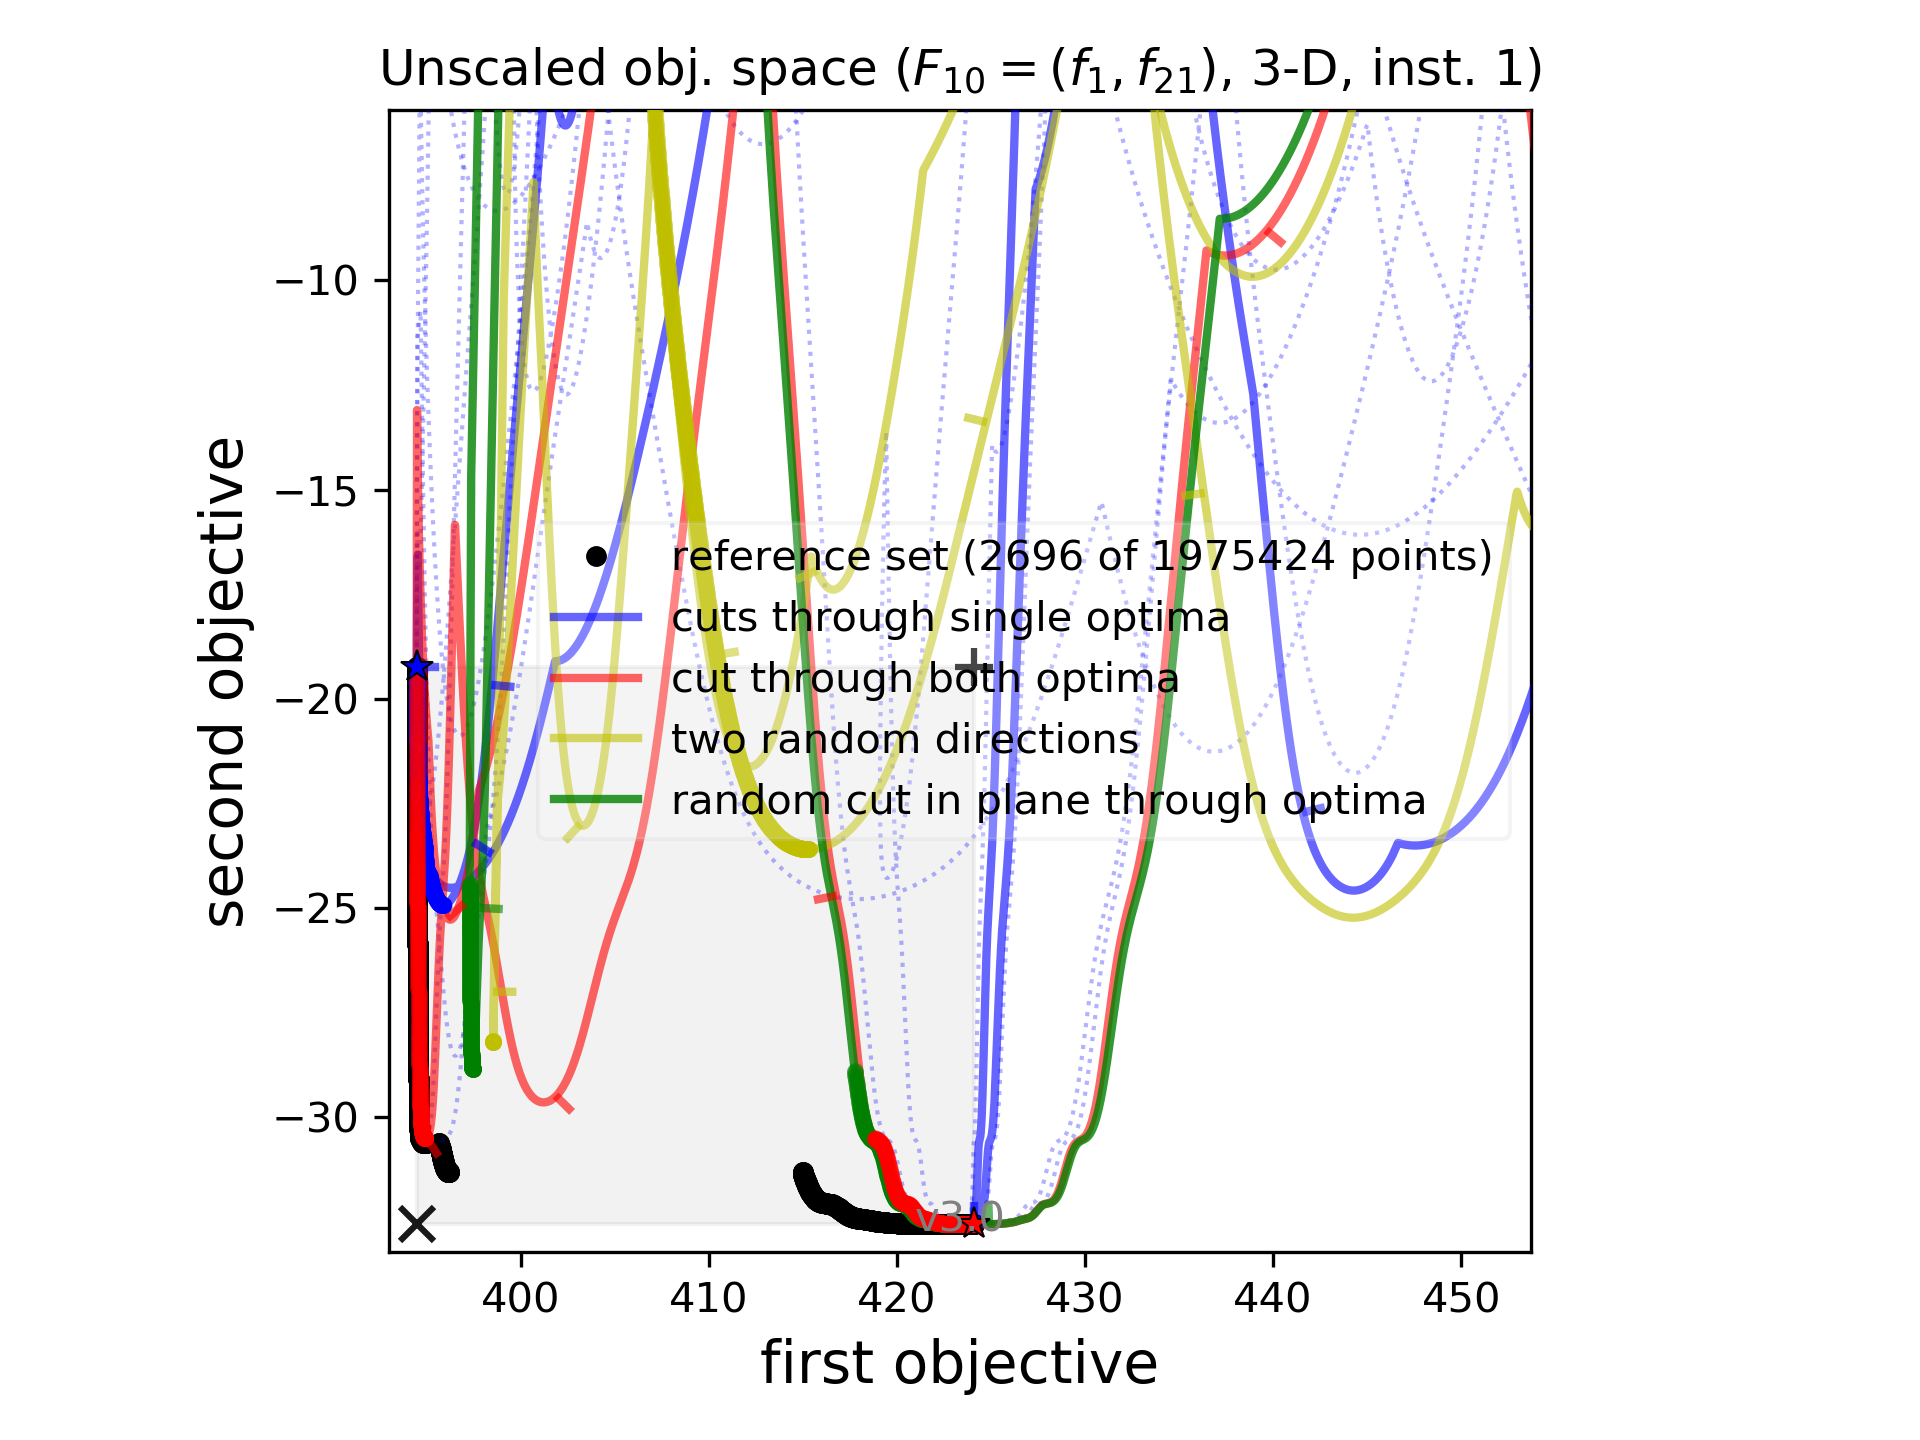 Unscaled obj. space (F10 = (f1, f21), 3-D, inst. 1)
second objective
−10
−15
−20
−25
−30
reference set (2696 of 1975424 points)
cuts through single optima
cut through both optima
two random directions
random cut in plane through optima
v3.0
400 410 420 430 440 450
first objective